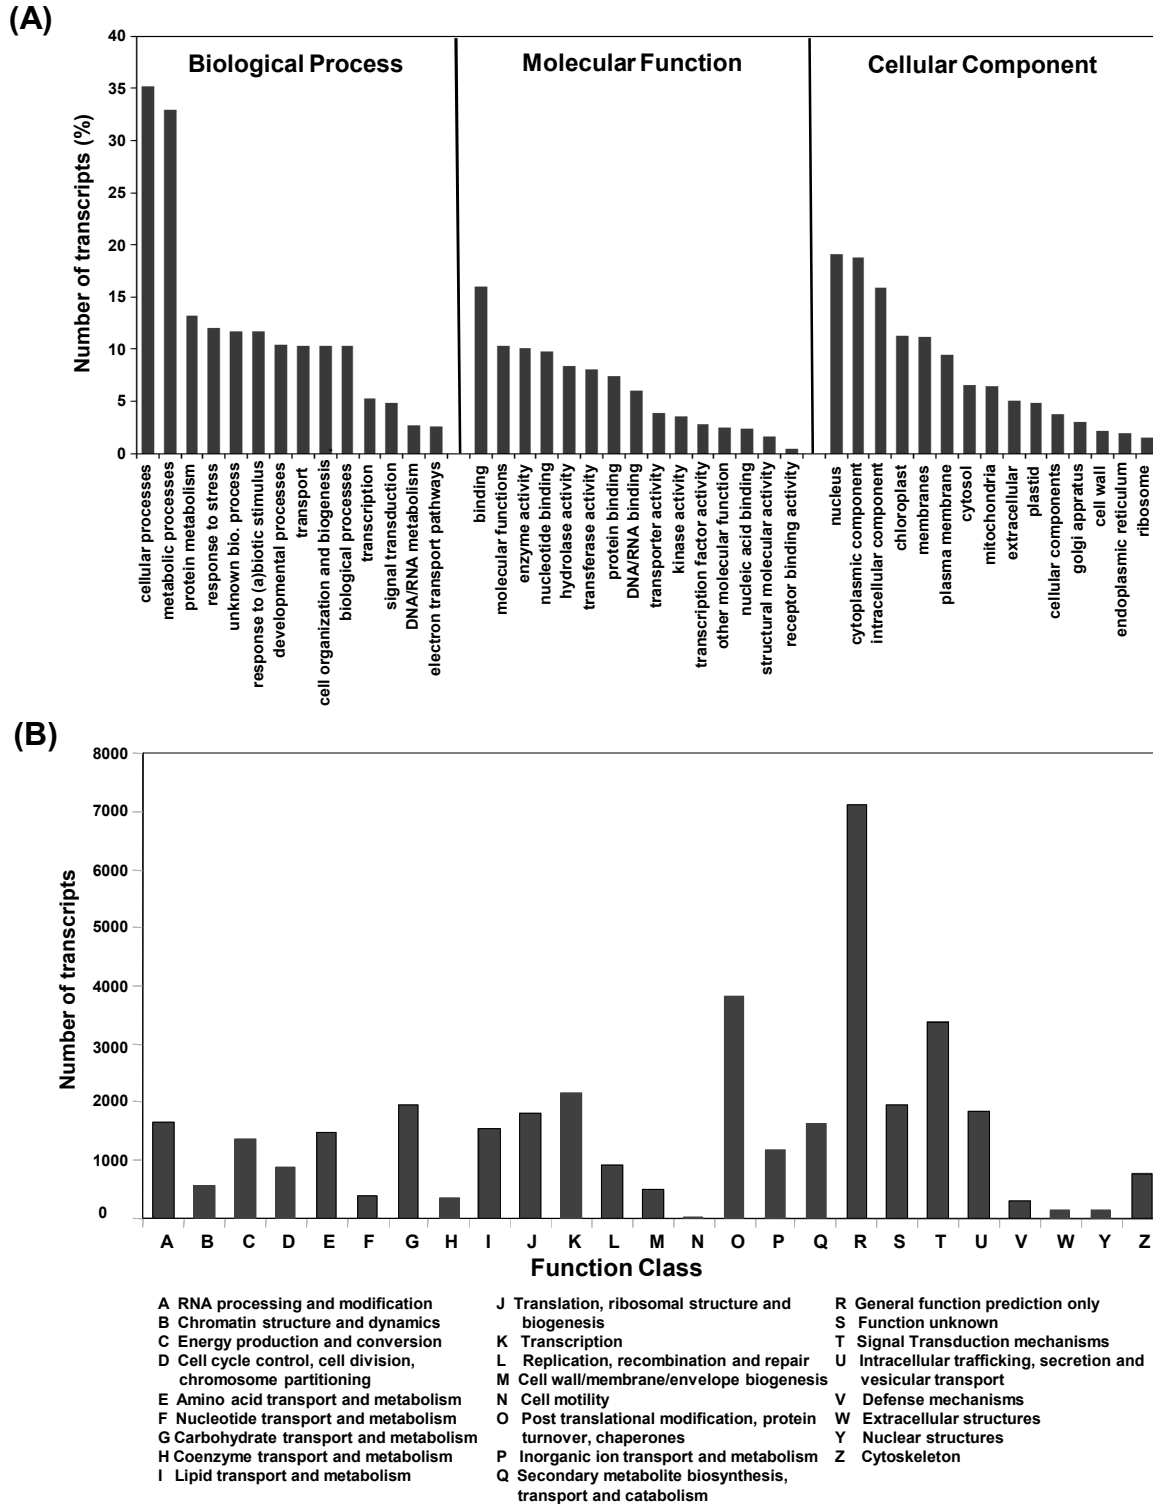 (A)
40
35
30
25
20
15
10
5
0
Number of transcripts (%)
Biological Process
Molecular Function
Cellular Component
cellular processes
metabolic processes
protein metabolism
response to stress
unknown bio. process
response to (a)biotic stimulus
developmental processes
transport
cell organization and biogenesis
biological processes
transcription
signal transduction
DNA/RNA metabolism
electron transport pathways
binding
molecular functions
enzyme activity
nucleotide binding
hydrolase activity
transferase activity
protein binding
DNA/RNA binding
transporter activity
kinase activity
transcription factor activity
other molecular function
nucleic acid binding
structural molecular activity
receptor binding activity
nucleus
cytoplasmic component
intracellular component
chloroplast
membranes
plasma membrane
cytosol
mitochondria
extracellular
plastid
cellular components
golgi appratus
cell wall
endoplasmic reticulum
ribosome
(B)
8000
7000
6000
5000
4000
3000
2000
1000
0
Number of transcripts
A B C D E F G H I J K L M N O P Q R S T U V W Y Z
Function Class
A RNA processing and modification
B Chromatin structure and dynamics
C Energy production and conversion
D Cell cycle control, cell division,
chromosome partitioning
E Amino acid transport and metabolism
F Nucleotide transport and metabolism
G Carbohydrate transport and metabolism
H Coenzyme transport and metabolism
I Lipid transport and metabolism
J Translation, ribosomal structure and
biogenesis
K Transcription
L Replication, recombination and repair
M Cell wall/membrane/envelope biogenesis
N Cell motility
O Post translational modification, protein
turnover, chaperones
P Inorganic ion transport and metabolism
Q Secondary metabolite biosynthesis,
transport and catabolism
R General function prediction only
S Function unknown
T Signal Transduction mechanisms
U Intracellular trafficking, secretion and
vesicular transport
V Defense mechanisms
W Extracellular structures
Y Nuclear structures
Z Cytoskeleton